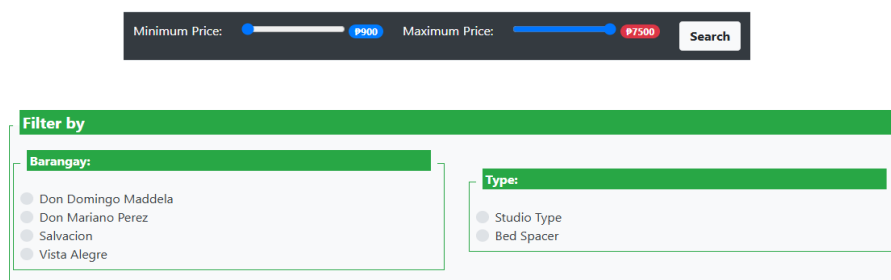 Minimum Price: ₱900 Maximum Price: ₱7500 Search
Filter by
Barangay:
Don Domingo Maddela
Don Mariano Perez
Salvacion
Vista Alegre
Type:
Studio Type
Bed Spacer